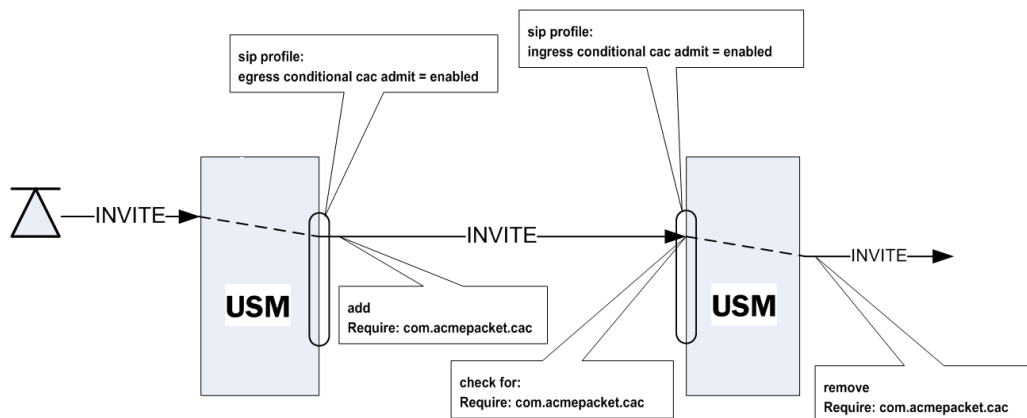 sip profile:
egress conditional cac admit = enabled
sip profile:
ingress conditional cac admit = enabled
INVITE
INVITE
INVITE
USM
USM
add
Require: com.acmepacket.cac
check for:
Require: com.acmepacket.cac
remove
Require: com.acmepacket.cac